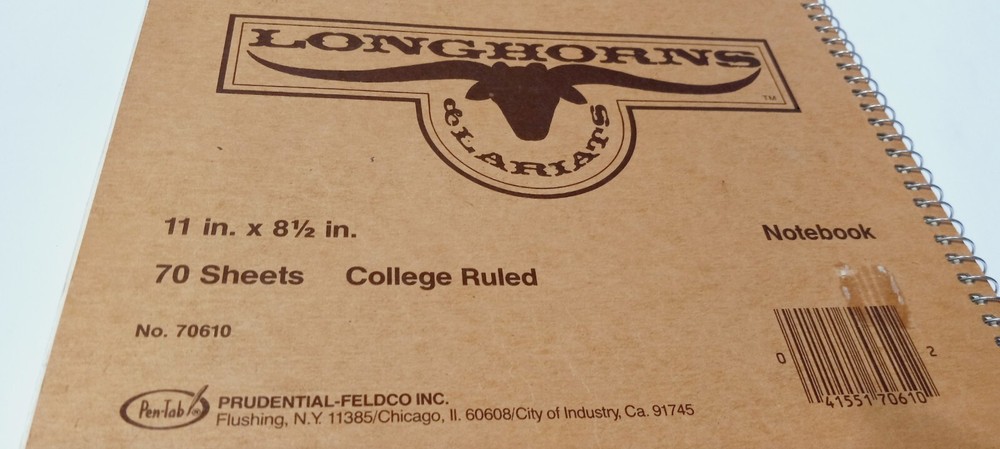 LONGHORNS
TM
& LARIATS
11 in. x 8½ in.
Notebook
70 Sheets College Ruled
No. 70610
0 41551 70610 2
Pen-Tab ®
PRUDENTIAL-FELDCO INC.
Flushing, N.Y. 11385/Chicago, Il. 60608/City of Industry, Ca. 91745